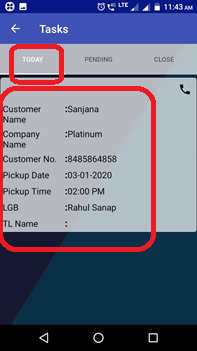 LTE 11:43 AM
Tasks
TODAY PENDING CLOSE
Customer Name :Sanjana
Company Name :Platinum
Customer No. :8485864858
Pickup Date :03-01-2020
Pickup Time :02:00 PM
LGB :Rahul Sanap
TL Name :